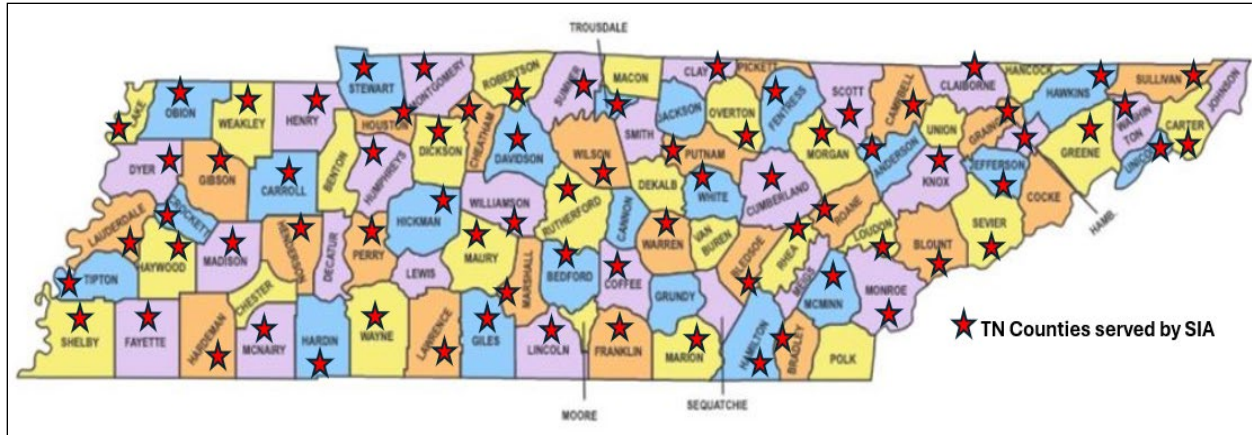 TROUSDALE
STEWART
MONTGOMERY
ROBERTSON
SUMNER
MACON
CLAY
PICKETT
SCOTT
CAMPBELL
CLAIBORNE
HANCOCK
HAWKINS
SULLIVAN
JOHNSON
LAKE
OBION
WEAKLEY
HENRY
HOUSTON
CHEATHAM
DICKSON
DAVIDSON
WILSON
SMITH
JACKSON
OVERTON
FENTRESS
MORGAN
ANDERSON
UNION
KNOX
JEFFERSON
GREENE
WASHIN
TON
CARTER
DYER
GIBSON
CARROLL
BENTON
HUMPHREYS
HICKMAN
WILLIAMSON
RUTHERFORD
CANNON
DEKALB
PUTNAM
WHITE
CUMBERLAND
ROANE
LOUDON
BLOUNT
SEVIER
COCKE
HAMB.
LAUDERDALE
CROCKETT
HAYWOOD
MADISON
HENDERSON
DECATUR
PERRY
LEWIS
MAURY
MARSHALL
BEDFORD
COFFEE
WARREN
VAN
BUREN
BLEDSOE
RHEA
MEIGS
MCMINN
MONROE
TIPTON
SHELBY
FAYETTE
HARDEMAN
CHESTER
MCNAIRY
HARDIN
WAYNE
LAWRENCE
GILES
LINCOLN
FRANKLIN
GRUNDY
MARION
HAMILTON
BRADLEY
POLK
TN Counties served by SIA
MOORE
SEQUATCHIE